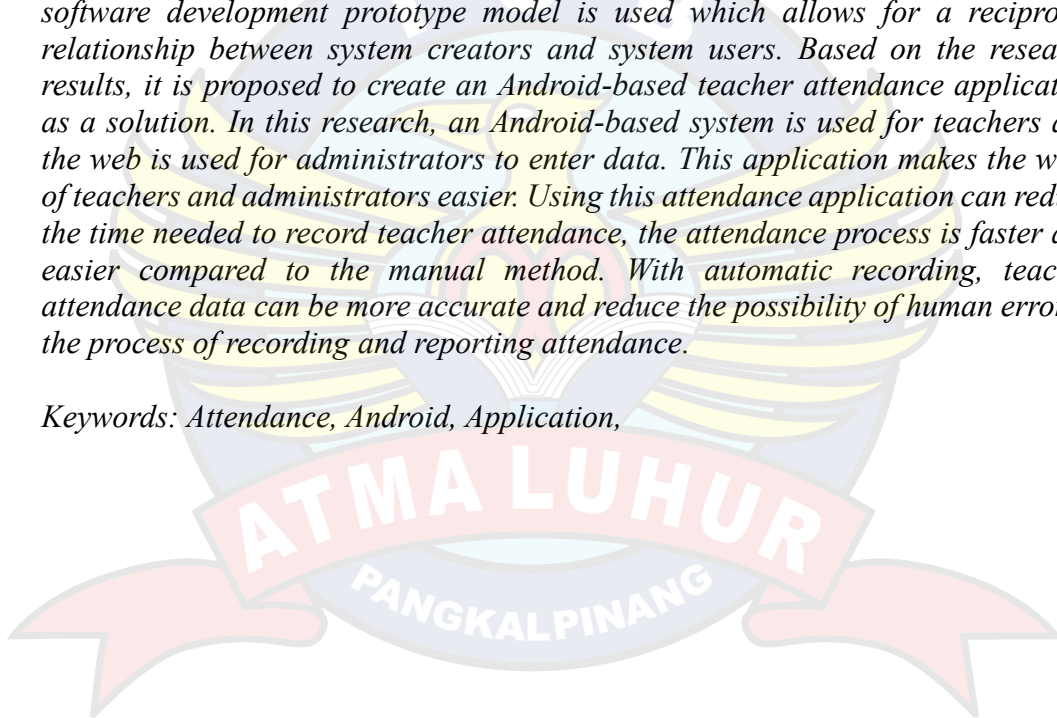 software development prototype model is used which allows for a recipro
relationship between system creators and system users. Based on the resea
results, it is proposed to create an Android-based teacher attendance applicat
as a solution. In this research, an Android-based system is used for teachers a
the web is used for administrators to enter data. This application makes the w
of teachers and administrators easier. Using this attendance application can red
the time needed to record teacher attendance, the attendance process is faster a
easier compared to the manual method. With automatic recording, teac
attendance data can be more accurate and reduce the possibility of human error
the process of recording and reporting attendance.
Keywords: Attendance, Android, Application,
ATMA LUHUR
PANGKALPINANG